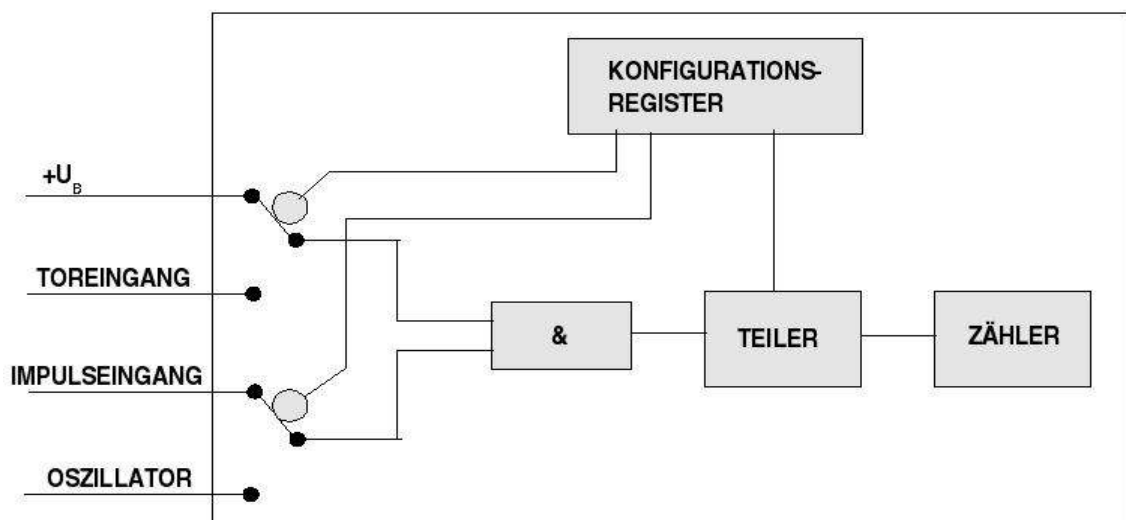 KONFIGURATIONS-
REGISTER
+UB
TOREINGANG
IMPULSEINGANG
OSZILLATOR
&
TEILER
ZÄHLER